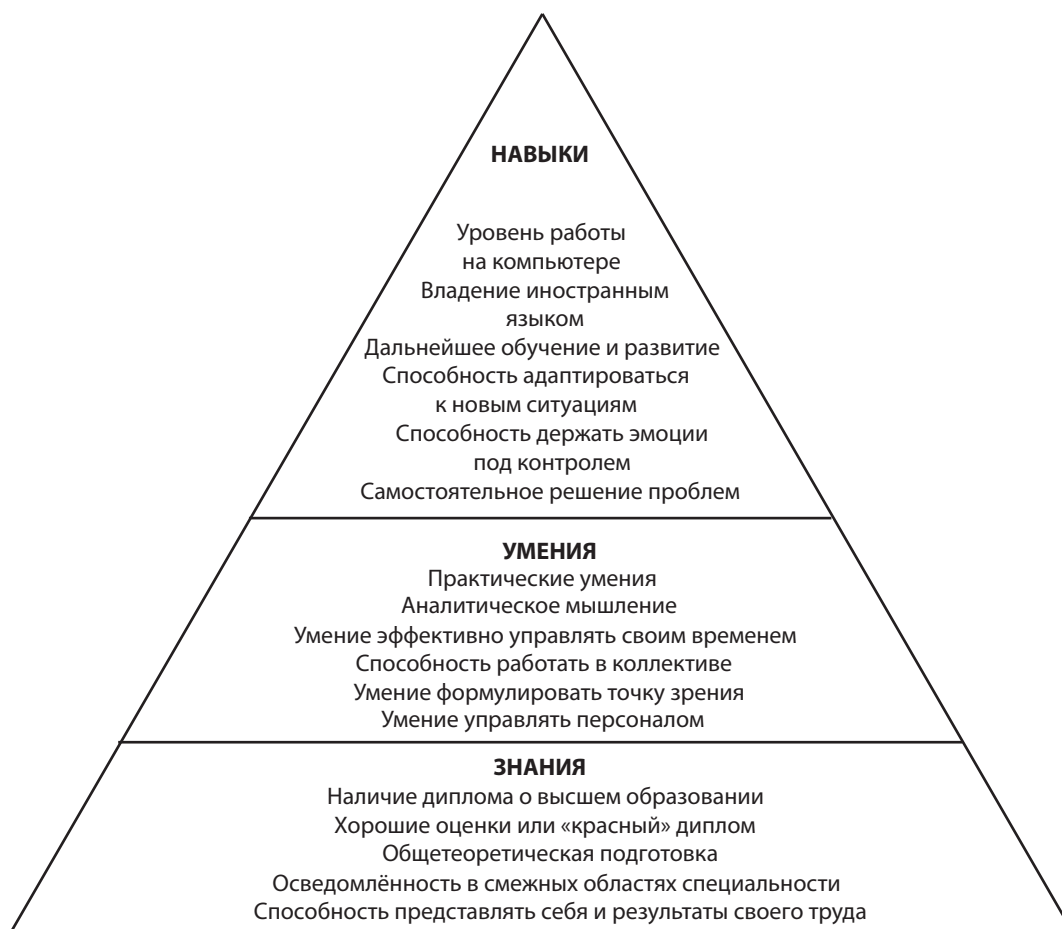 НАВЫКИ
Уровень работы
на компьютере
Владение иностранным
языком
Дальнейшее обучение и развитие
Способность адаптироваться
к новым ситуациям
Способность держать эмоции
под контролем
Самостоятельное решение проблем
УМЕНИЯ
Практические умения
Аналитическое мышление
Умение эффективно управлять своим временем
Способность работать в коллективе
Умение формулировать точку зрения
Умение управлять персоналом
ЗНАНИЯ
Наличие диплома о высшем образовании
Хорошие оценки или «красный» диплом
Общетеоретическая подготовка
Осведомлённость в смежных областях специальности
Способность представлять себя и результаты своего труда